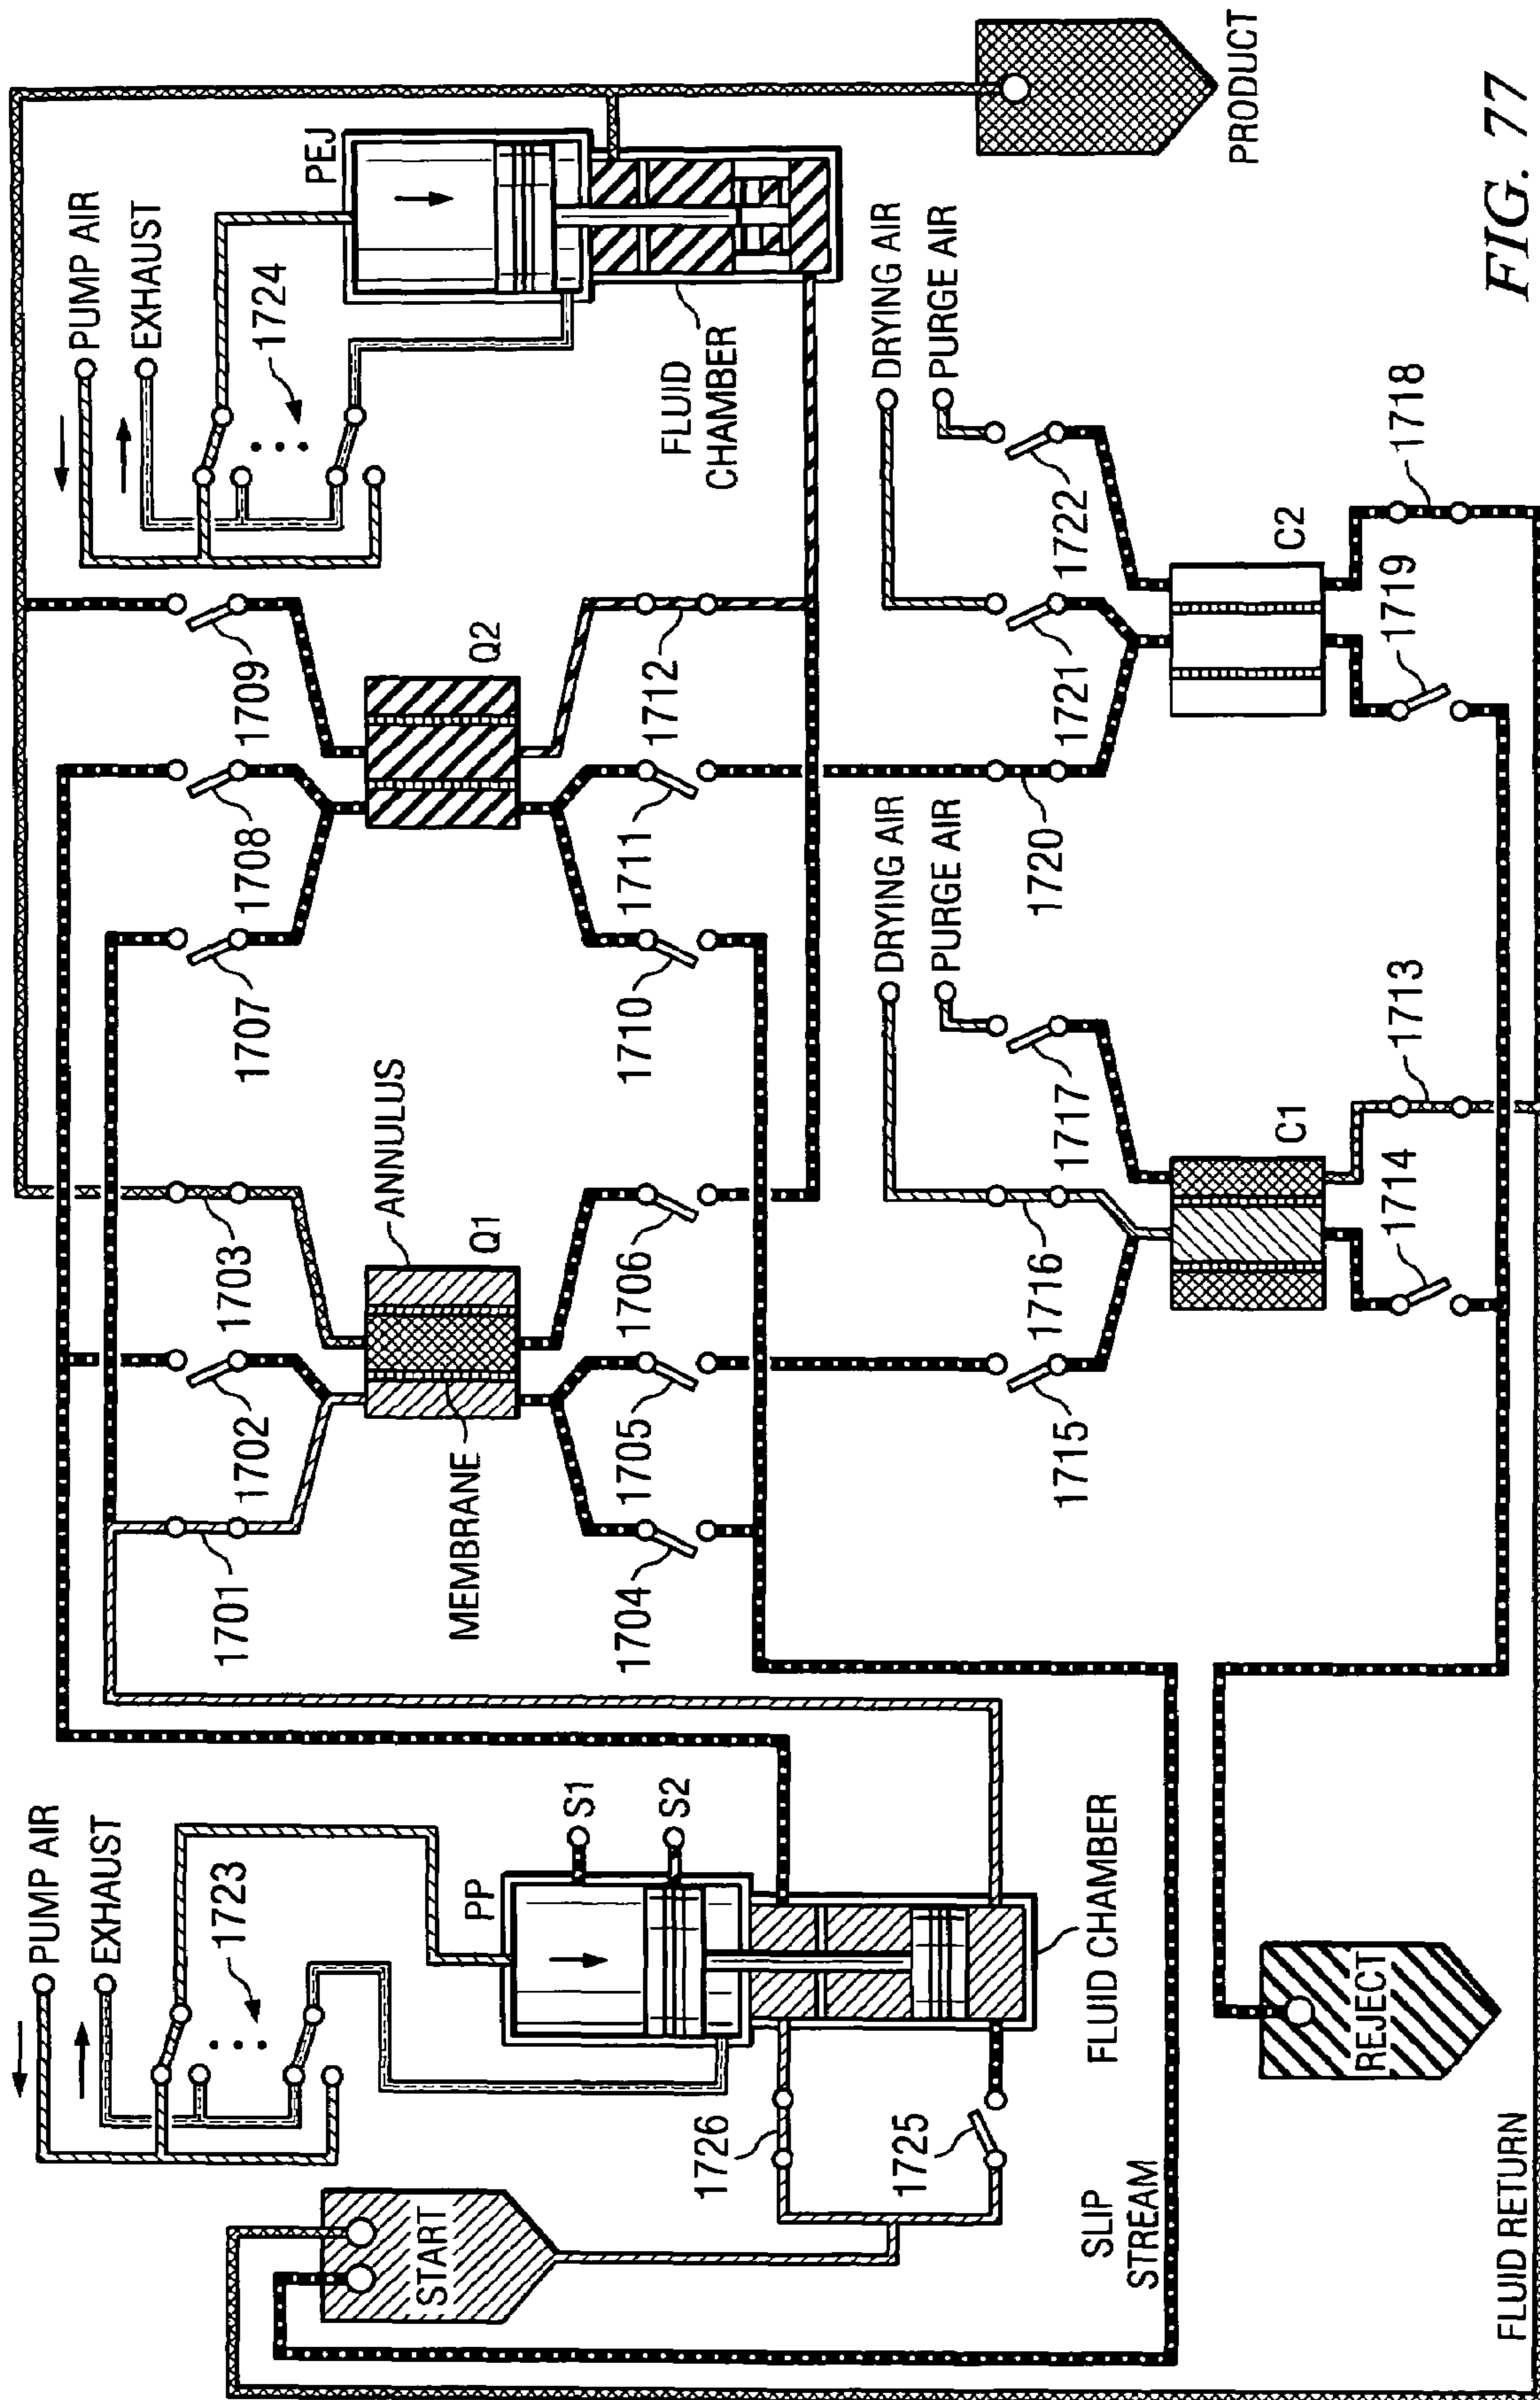 PUMP AIR
EXHAUST
1723
START
PP
S1
S2
1726
1725
FLUID CHAMBER
SLIP
STREAM
REJECT
FLUID RETURN
1701
1702
1703
ANNULUS
MEMBRANE
Q1
1704
1705
1706
1707
1708
1709
Q2
1710
1711
1712
PUMP AIR
EXHAUST
1724
PEJ
FLUID
CHAMBER
PRODUCT
DRYING AIR
PURGE AIR
1715
1716
1717
C1
1714
1713
DRYING AIR
PURGE AIR
1720
1721
1722
C2
1719
1718
FIG. 77